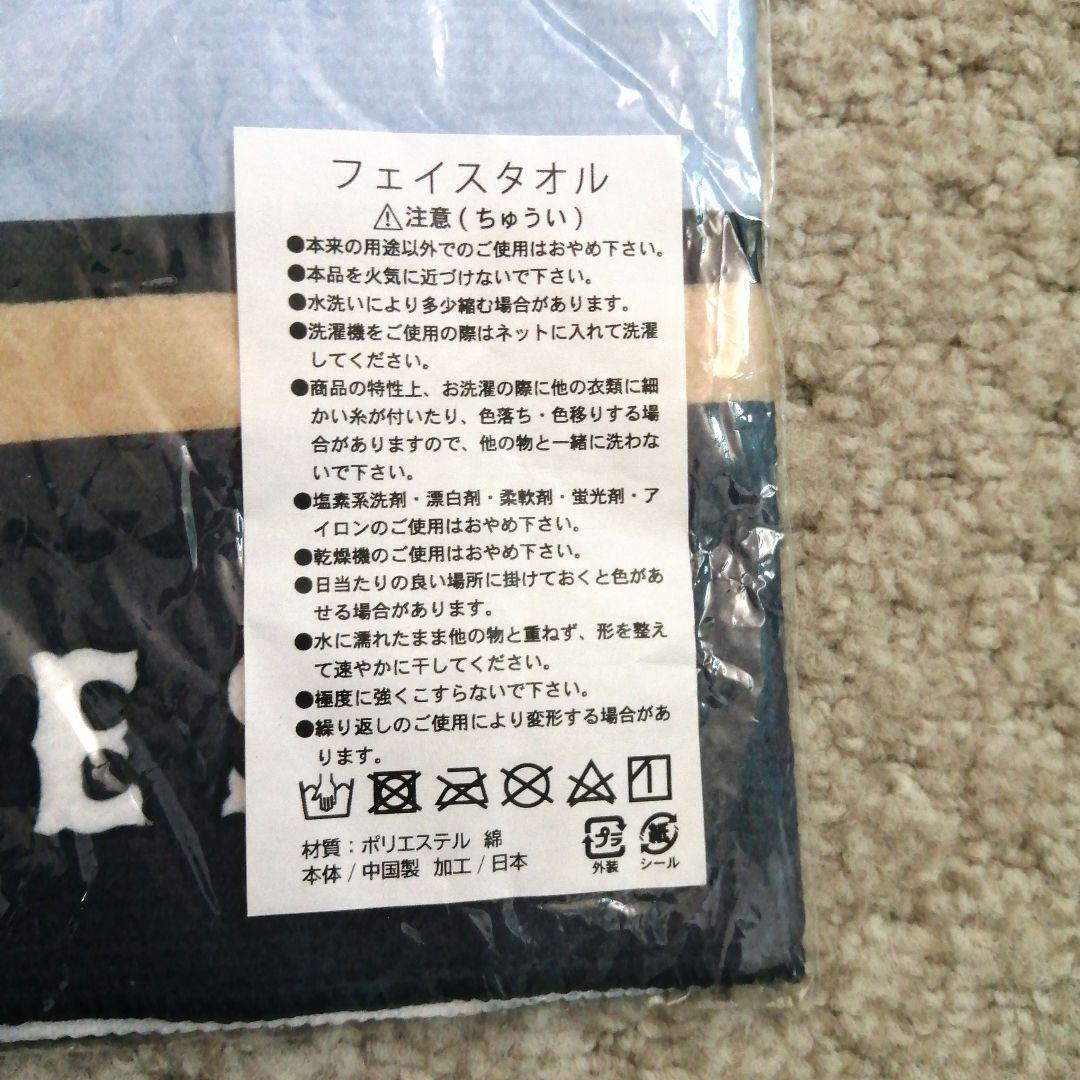 フェイスタオル
⚠注意(ちゅうい)
●本来の用途以外でのご使用はおやめ下さい。
●本品を火気に近づけないで下さい。
●水洗いにより多少縮む場合があります。
●洗濯機をご使用の際はネットに入れて洗濯
してください。
●商品の特性上、お洗濯の際に他の衣類に細
かい糸が付いたり、色落ち・色移りする場
合がありますので、他の物と一緒に洗わな
いで下さい。
●塩素系洗剤・漂白剤・柔軟剤・蛍光剤・ア
イロンのご使用はおやめ下さい。
●乾燥機のご使用はおやめ下さい。
●日当たりの良い場所に掛けておくと色があ
せる場合があります。
●水に濡れたまま他の物と重ねず、形を整え
て速やかに干してください。
●極度に強くこすらないで下さい。
●繰り返しのご使用により変形する場合があ
ります。
材質：ポリエステル 綿
本体/中国製 加工/日本
プラ
外装
紙
シール
ES